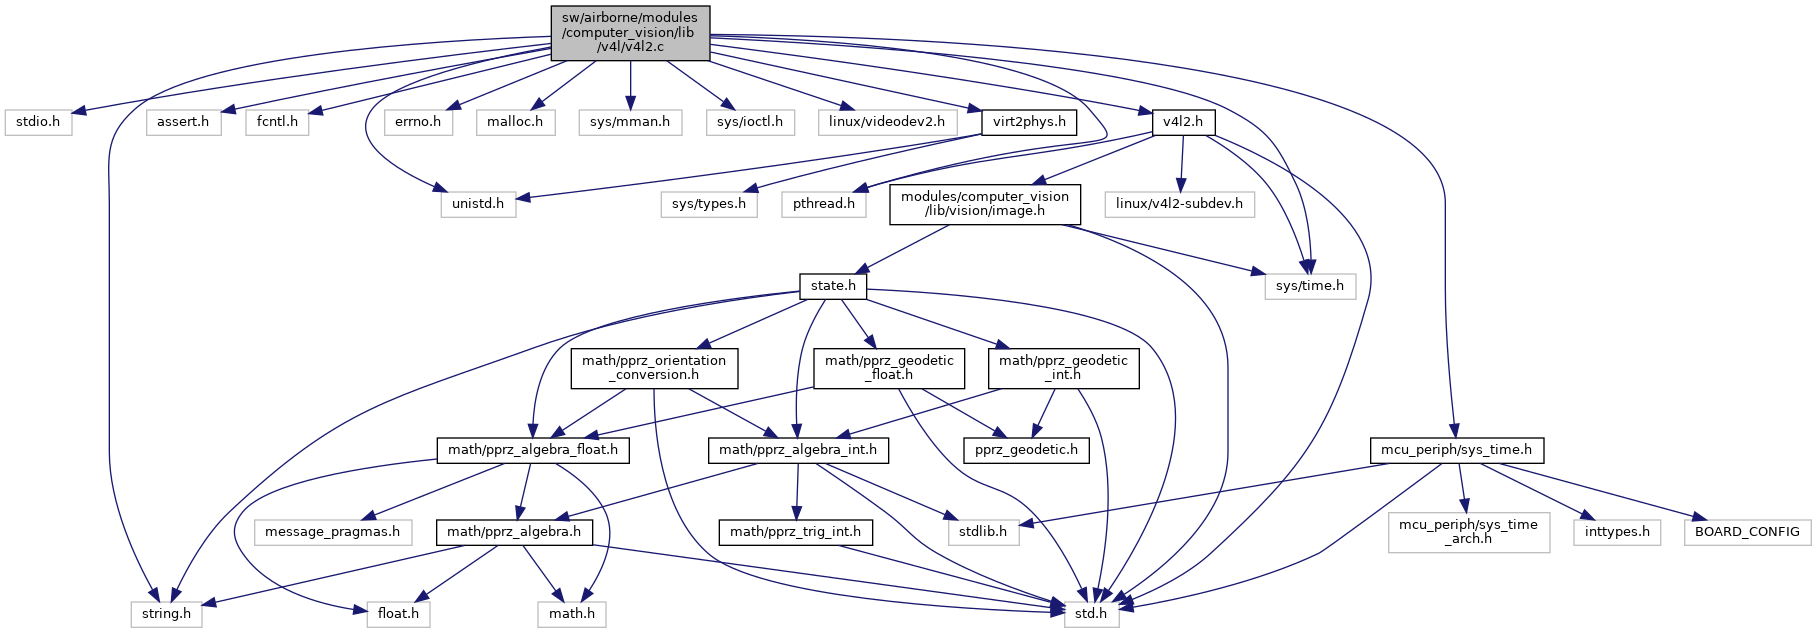 sw/airborne/modules
/computer_vision/lib
/v4l/v4l2.c
stdio.h
assert.h
fcntl.h
errno.h
malloc.h
sys/mman.h
sys/ioctl.h
linux/videodev2.h
virt2phys.h
v4l2.h
unistd.h
sys/types.h
pthread.h
modules/computer_vision
/lib/vision/image.h
linux/v4l2-subdev.h
state.h
sys/time.h
math/pprz_orientation
_conversion.h
math/pprz_geodetic
_float.h
math/pprz_geodetic
_int.h
math/pprz_algebra_float.h
math/pprz_algebra_int.h
pprz_geodetic.h
mcu_periph/sys_time.h
message_pragmas.h
math/pprz_algebra.h
math/pprz_trig_int.h
stdlib.h
mcu_periph/sys_time
_arch.h
inttypes.h
BOARD_CONFIG
string.h
float.h
math.h
std.h